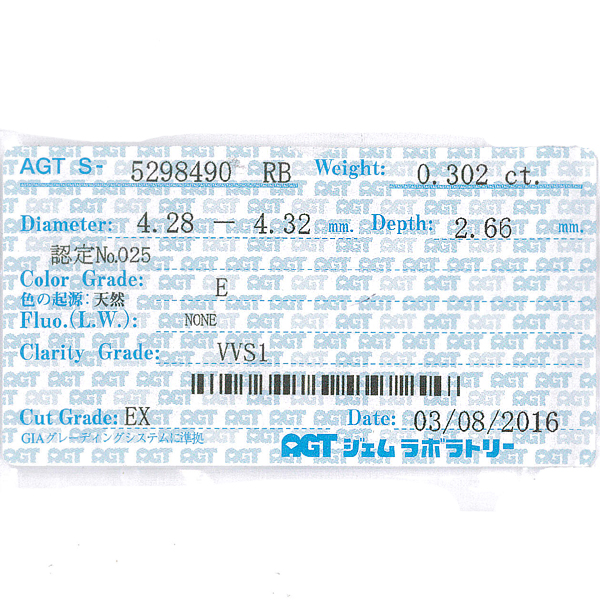 AGT S- 5298490 RB Weight: 0.302 ct.
Diameter: 4.28 — 4.32 mm. Depth: 2.66 mm.
認定No.025
Color Grade: E
色の起源: 天然
Fluo.(L.W.): NONE
Clarity Grade: VVS1
Cut Grade: EX Date: 03/08/2016
GIAグレーディングシステムに準拠
AGT ジェムラボラトリー